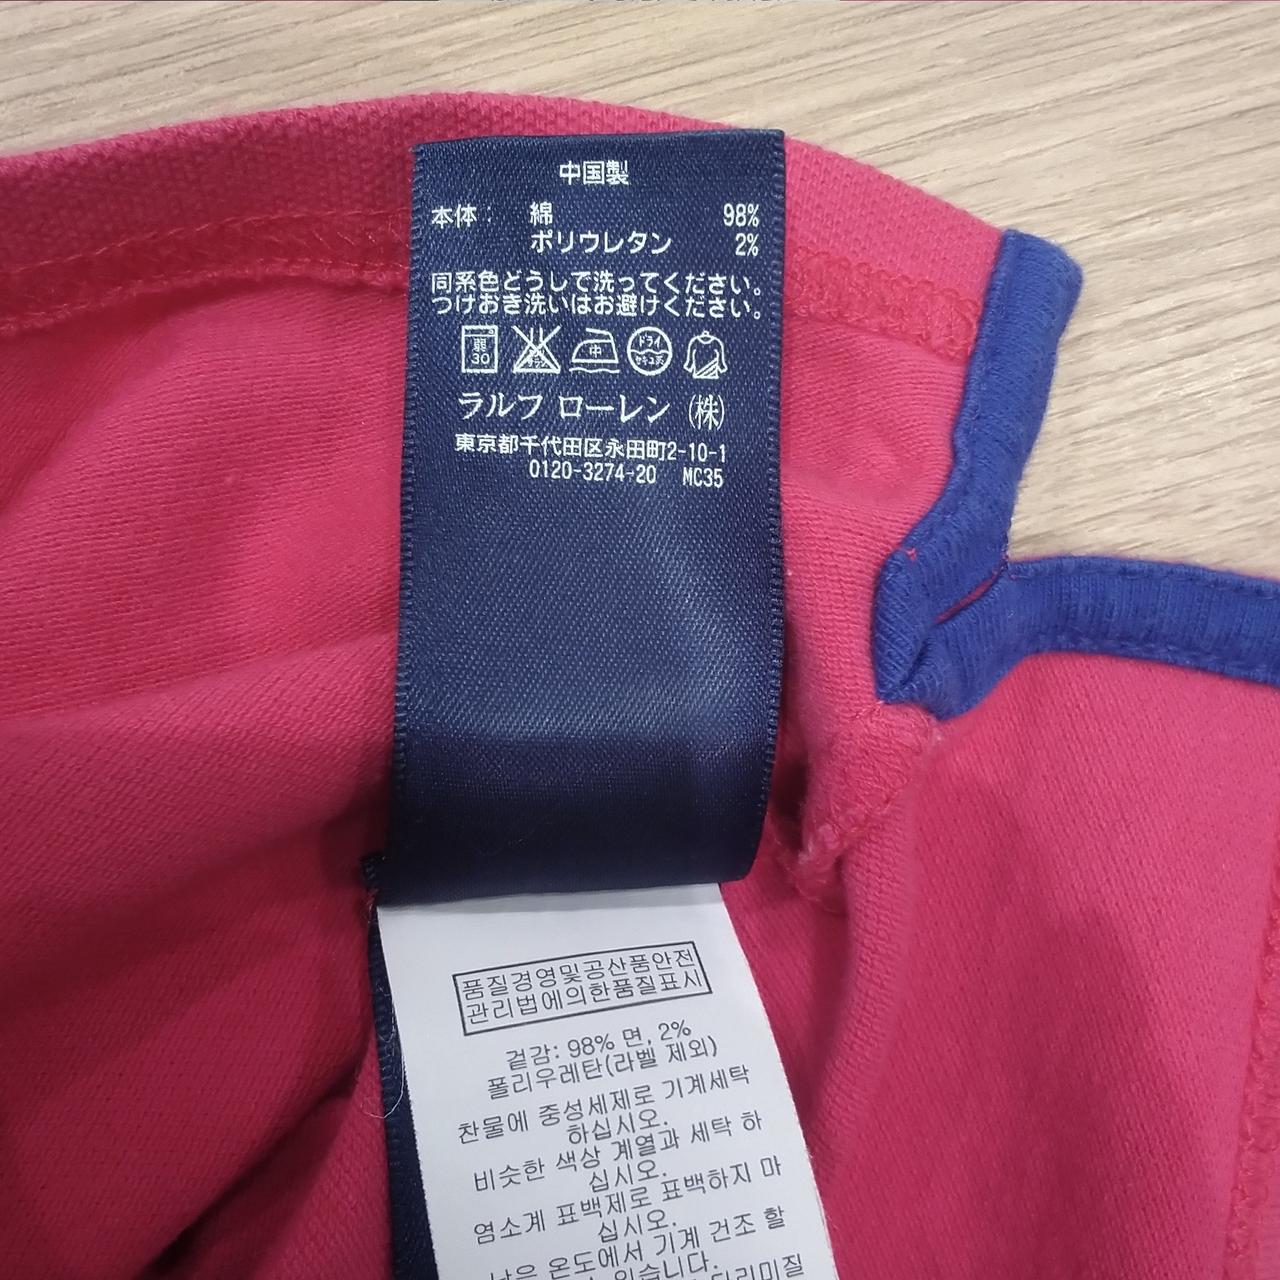 中国製
本体: 綿 98%
ポリウレタン 2%
同系色どうしで洗ってください。
つけおき洗いはお避けください。
弱 30 中 ドライ
ラルフ ローレン (株)
東京都千代田区永田町2-10-1
0120-3274-20 MC35
품질경영및공산품안전
관리법에의한품질표시
겉감: 98% 면, 2%
폴리우레탄(라벨 제외)
찬물에 중성세제로 기계세탁
하십시오.
비슷한 색상 계열과 세탁 하
십시오.
염소계 표백제로 표백하지 마
십시오.
낮은 온도에서 기계 건조 할
있습니다.